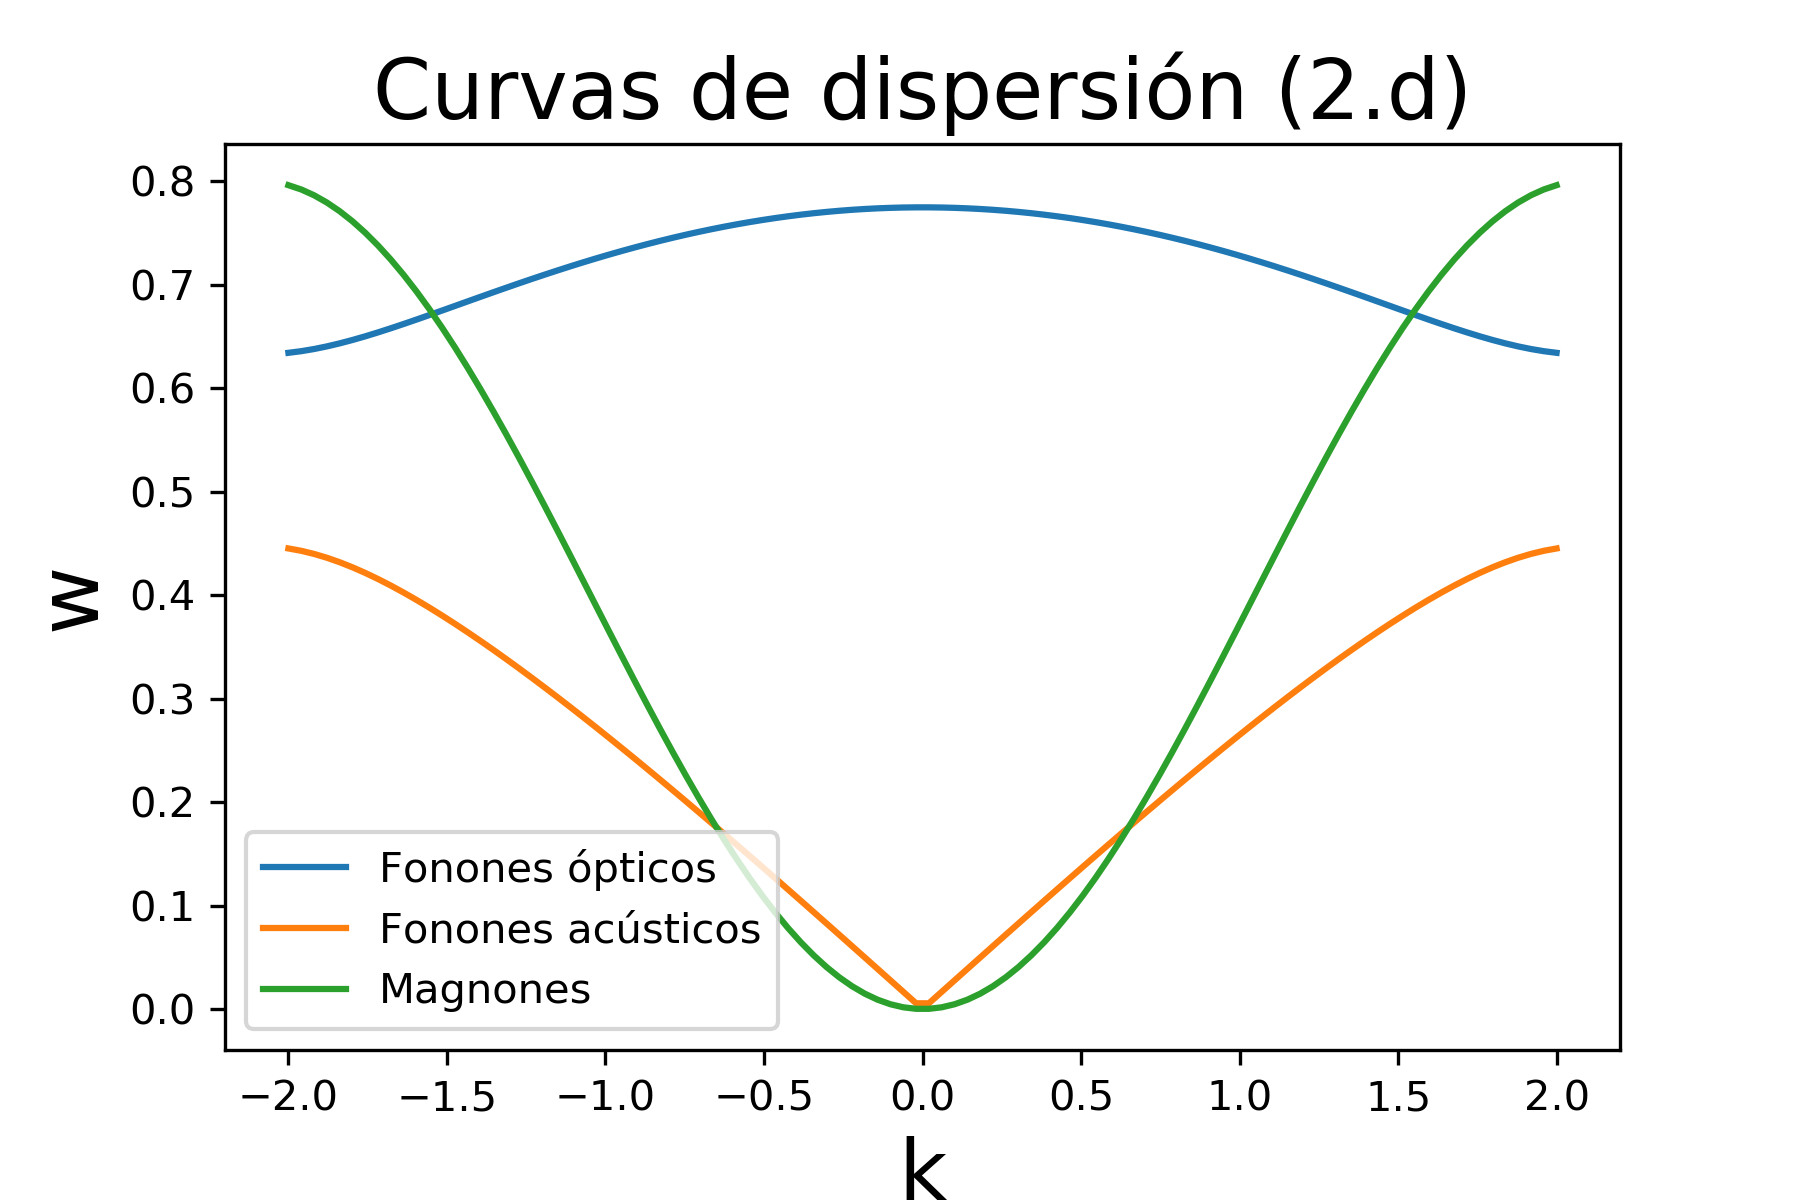 Curvas de dispersión (2.d)
w
0.8
0.7
0.6
0.5
0.4
0.3
0.2
0.1
0.0
Fonones ópticos
Fonones acústicos
Magnones
−2.0 −1.5 −1.0 −0.5 0.0 0.5 1.0 1.5 2.0
k